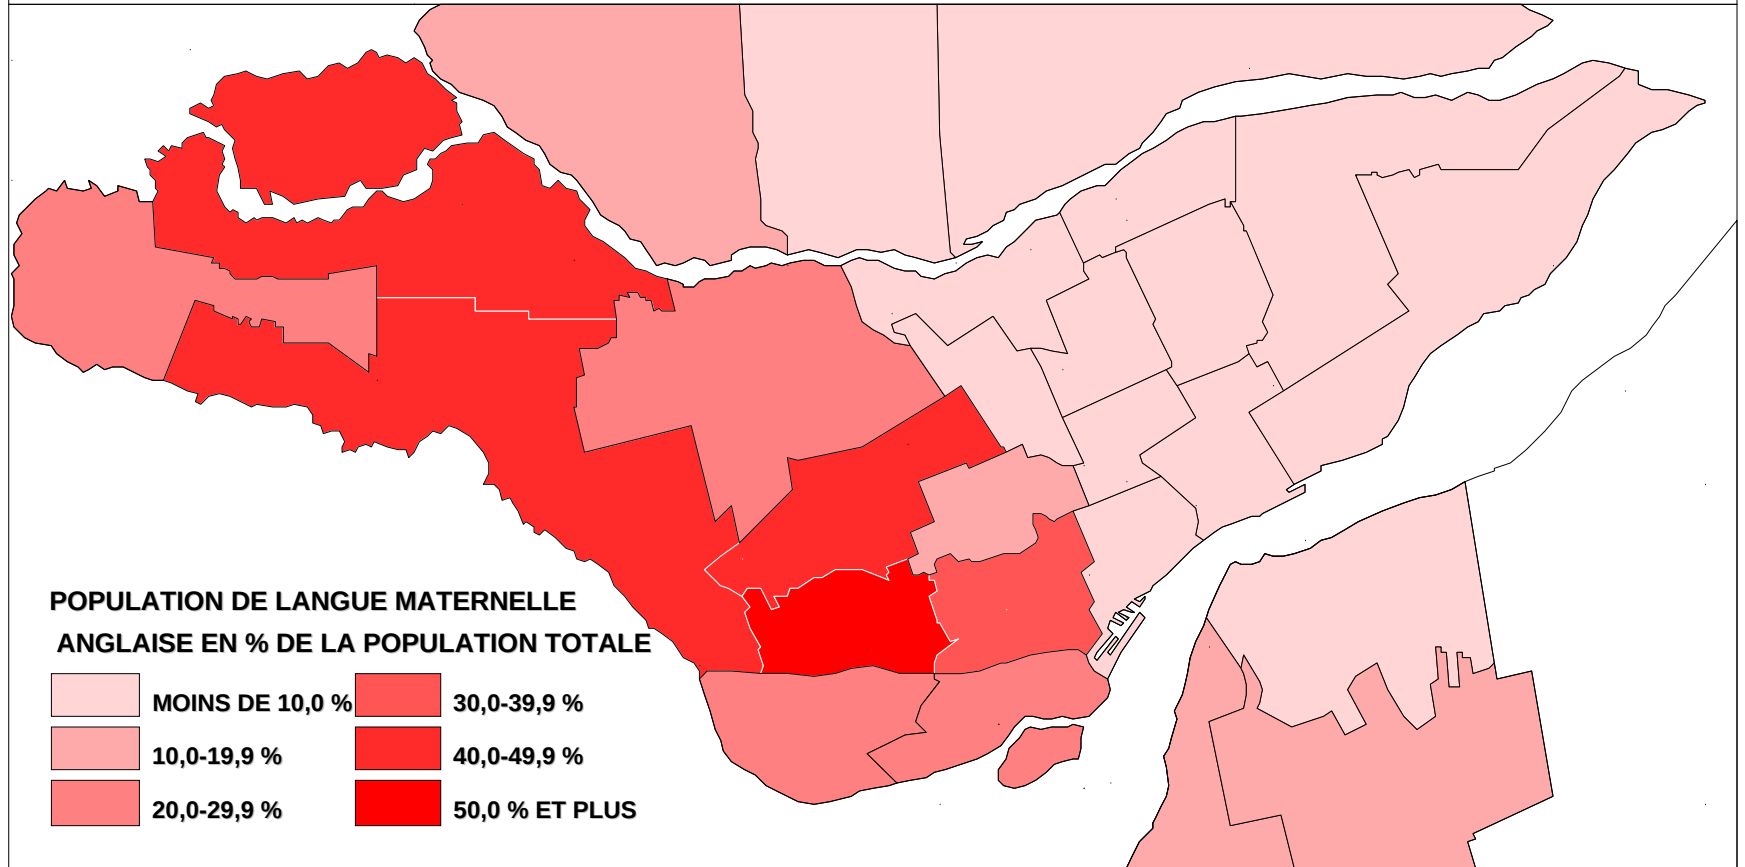 POPULATION DE LANGUE MATERNELLE
ANGLAISE EN % DE LA POPULATION TOTALE
MOINS DE 10,0 %
30,0-39,9 %
10,0-19,9 %
40,0-49,9 %
20,0-29,9 %
50,0 % ET PLUS